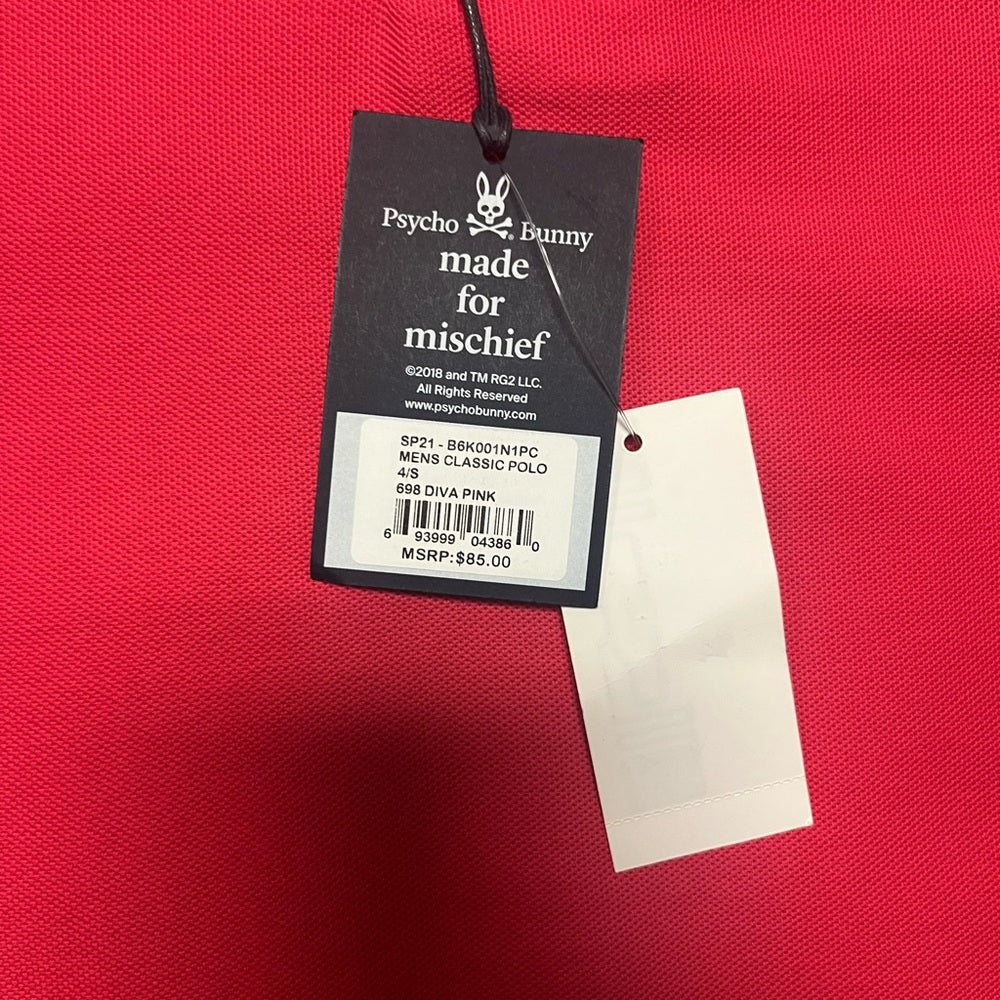 Psycho Bunny
made
for
mischief
©2018 and TM RG2 LLC.
All Rights Reserved
www.psychobunny.com
SP21 - B6K001N1PC
MENS CLASSIC POLO
4/S
698 DIVA PINK
6 93999 04386 0
MSRP:$85.00